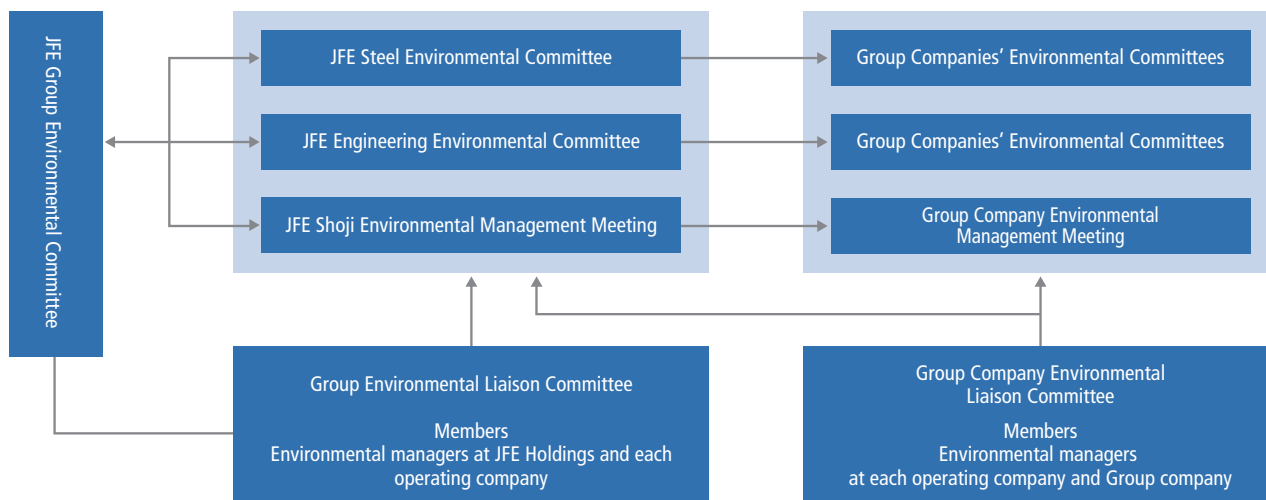 JFE Group Environmental Committee
JFE Steel Environmental Committee
Group Companies’ Environmental Committees
JFE Engineering Environmental Committee
Group Companies’ Environmental Committees
JFE Shoji Environmental Management Meeting
Group Company Environmental
Management Meeting
Group Environmental Liaison Committee
Members
Environmental managers at JFE Holdings and each
operating company
Group Company Environmental
Liaison Committee
Members
Environmental managers
at each operating company and Group company